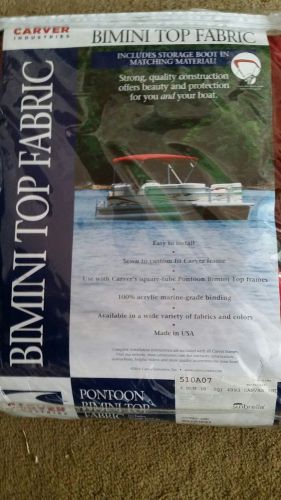 CARVER
INDUSTRIES
BIMINI TOP FABRIC
INCLUDES STORAGE BOOT IN
MATCHING MATERIAL!
Strong, quality construction
offers beauty and protection
for you and your boat.
BIMINI TOP FABRIC
Easy to install
Sewn to custom fit Carver frame
Use with Carver's square-tube Pontoon Bimini Top frames
100% acrylic marine-grade binding
Available in a wide variety of fabrics and colors
Made in USA
CARVER
INDUSTRIES
PONTOON
BIMINI TOP
FABRIC
510A07